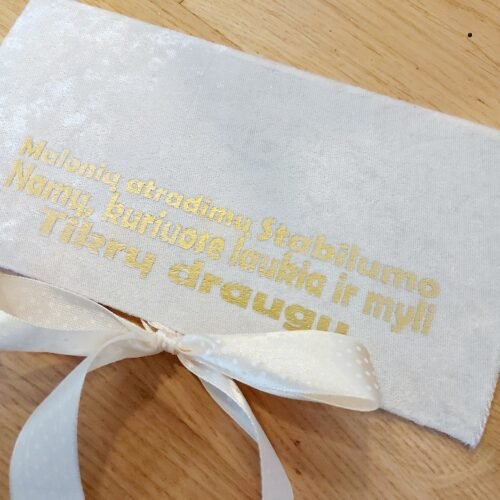 Malonių atradimų Stabilumo
Namų, kuriuose laukia ir myli
Tikrų draugų